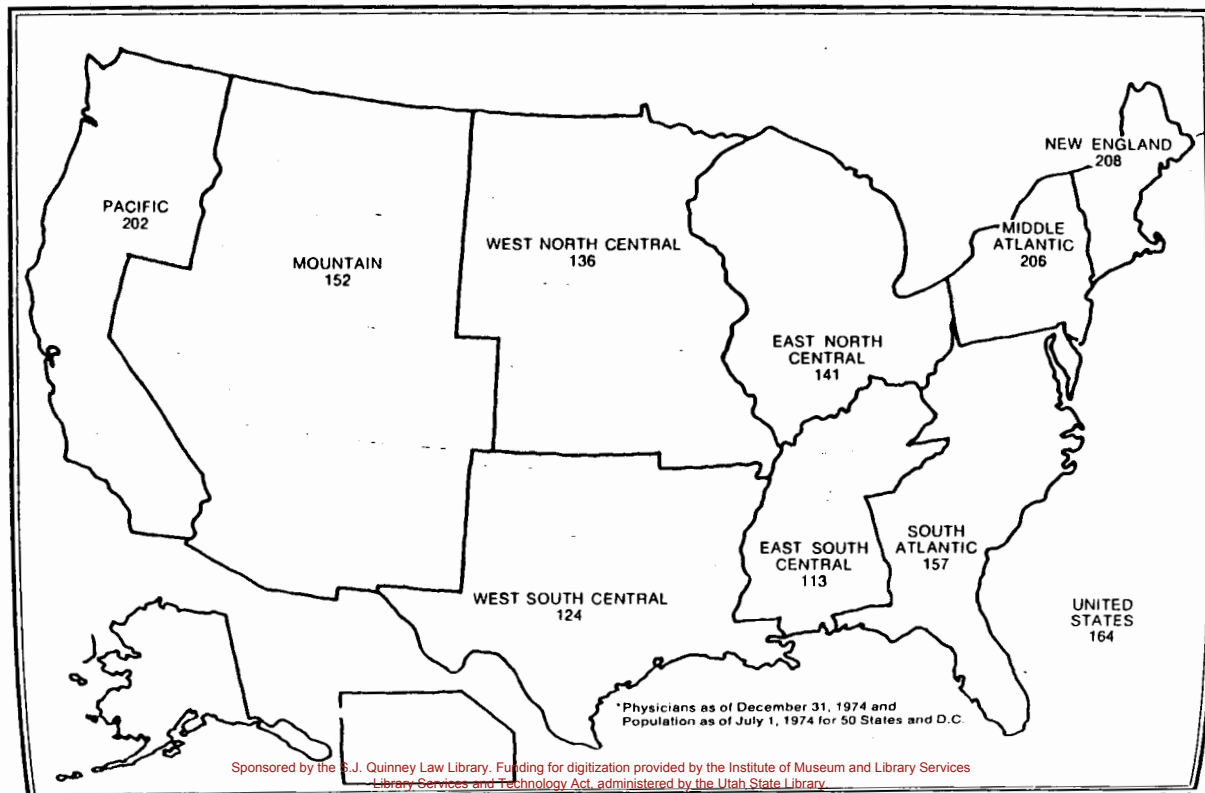 NEW ENGLAND
208
PACIFIC
202
MIDDLE
ATLANTIC
206
WEST NORTH CENTRAL
136
MOUNTAIN
152
EAST NORTH
CENTRAL
141
SOUTH
ATLANTIC
157
EAST SOUTH
CENTRAL
113
WEST SOUTH CENTRAL
124
UNITED
STATES
164
*Physicians as of December 31, 1974 and
Population as of July 1, 1974 for 50 States and D.C.
Sponsored by the S.J. Quinney Law Library. Funding for digitization provided by the Institute of Museum and Library Services
Library Services and Technology Act, administered by the Utah State Library.